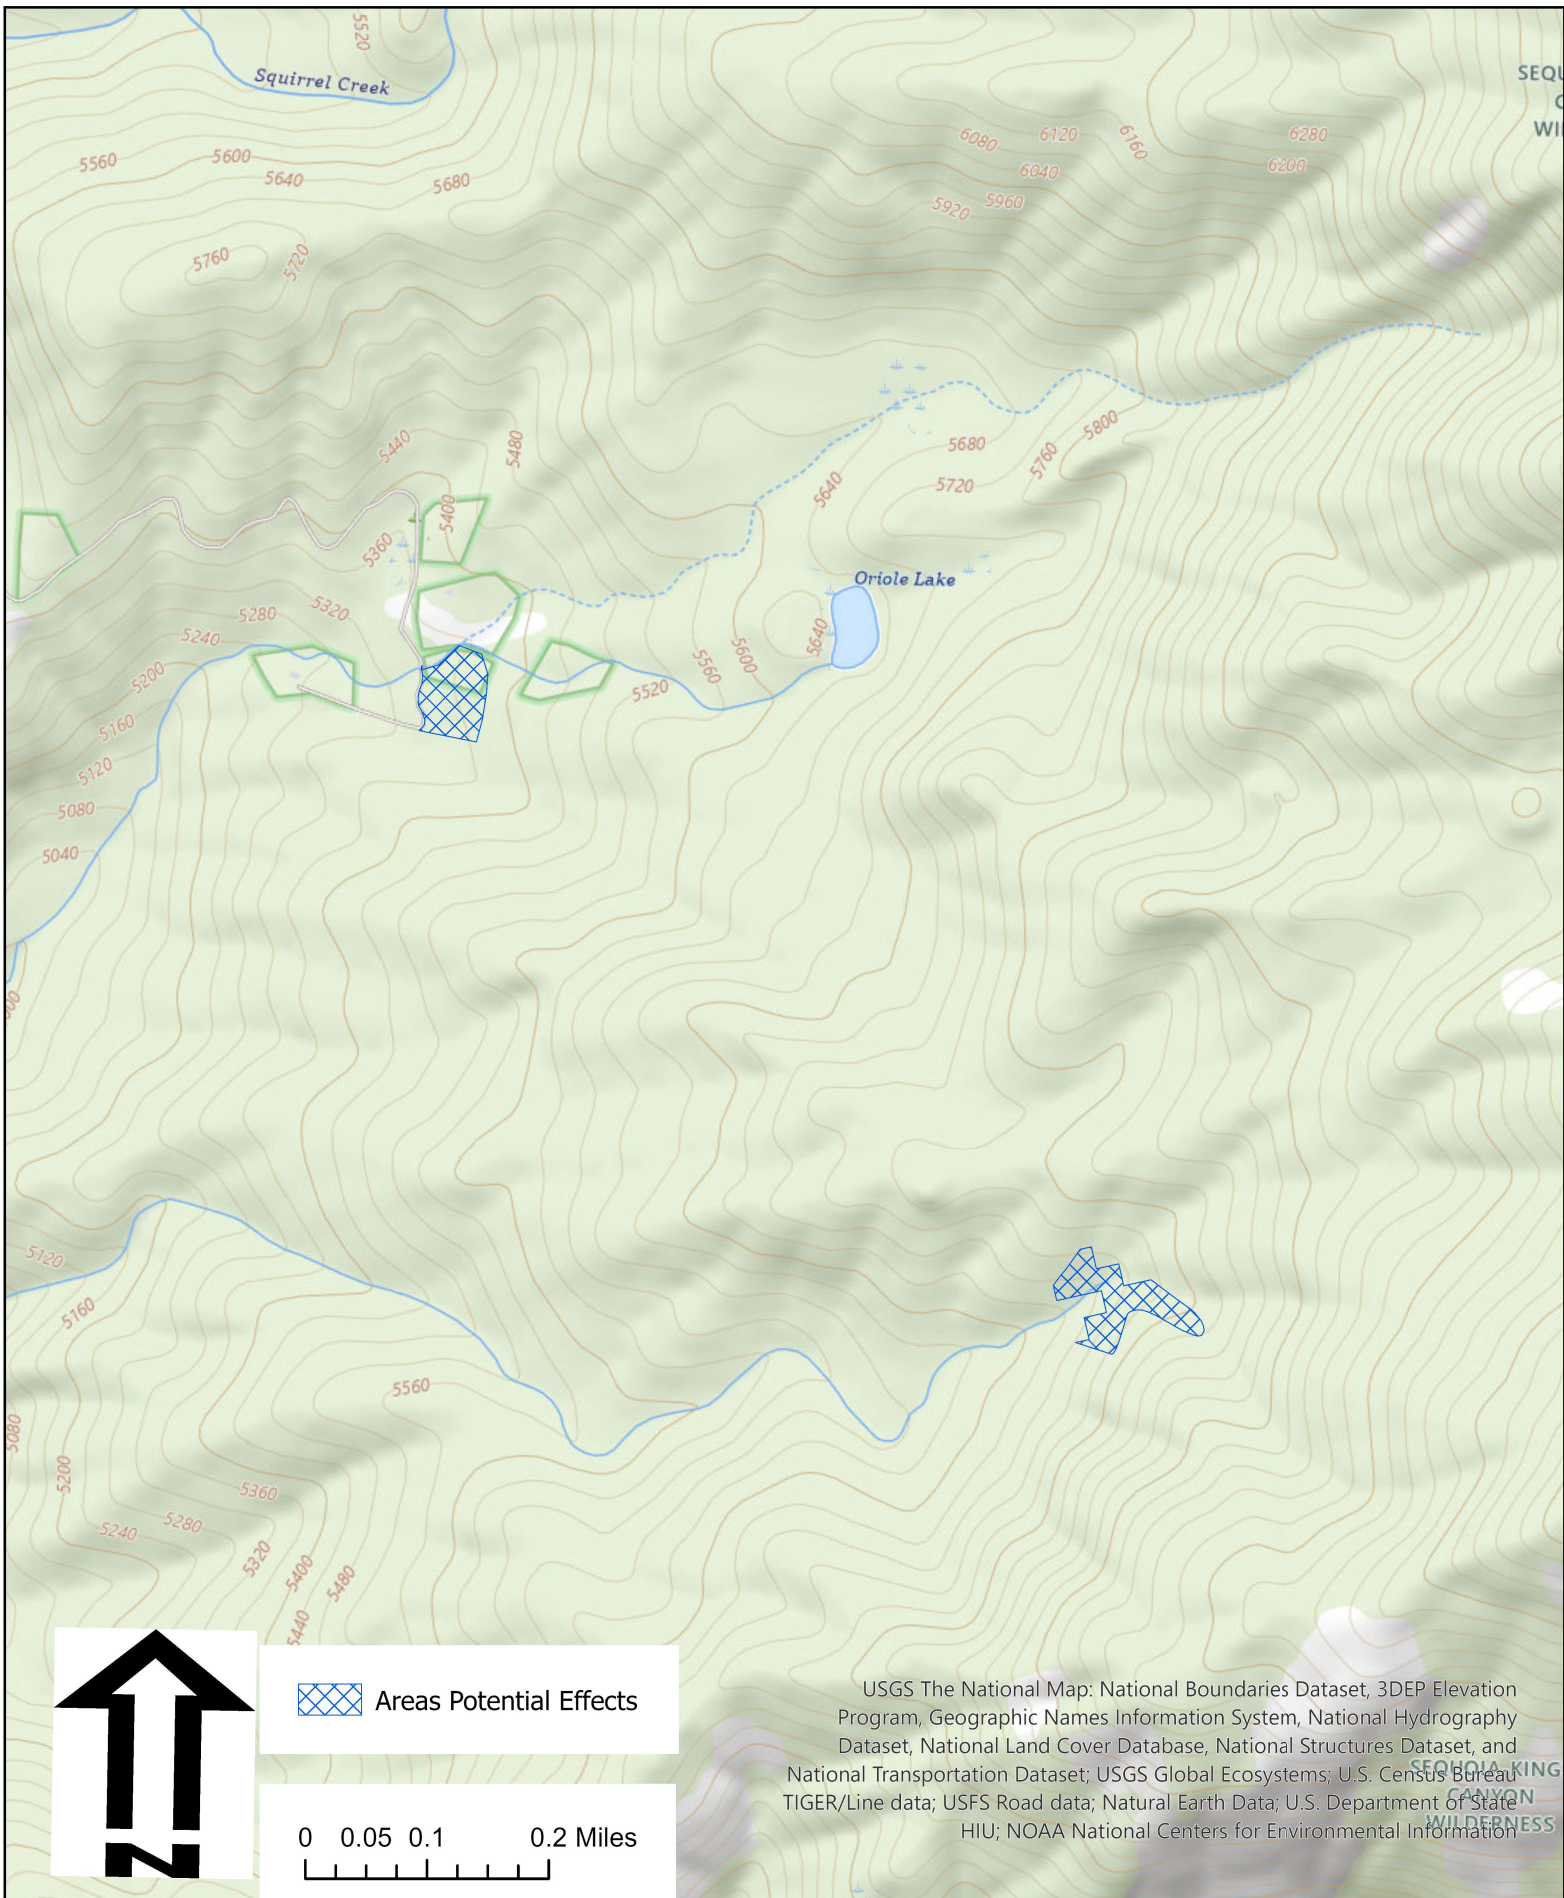 5520
Squirrel Creek
SEQU
C
WI
5560
5600
5640
5680
6080
6120
6160
6280
6040
6200
5920
5960
5760
5720
5440
5480
5680
5800
5760
5640
5720
5400
5360
Oriole Lake
5280
5320
5240
5640
5200
5560
5600
5520
5160
5120
5080
5040
00
5120
5160
5560
5080
5200
5360
5240
5280
5320
5400
5480
5440
N
Areas Potential Effects
0 0.05 0.1 0.2 Miles
USGS The National Map: National Boundaries Dataset, 3DEP Elevation
Program, Geographic Names Information System, National Hydrography
Dataset, National Land Cover Database, National Structures Dataset, and
National Transportation Dataset; USGS Global Ecosystems; U.S. Census Bureau
TIGER/Line data; USFS Road data; Natural Earth Data; U.S. Department of State
HIU; NOAA National Centers for Environmental Information
SEQUOIA-KING
CANYON
WILDERNESS